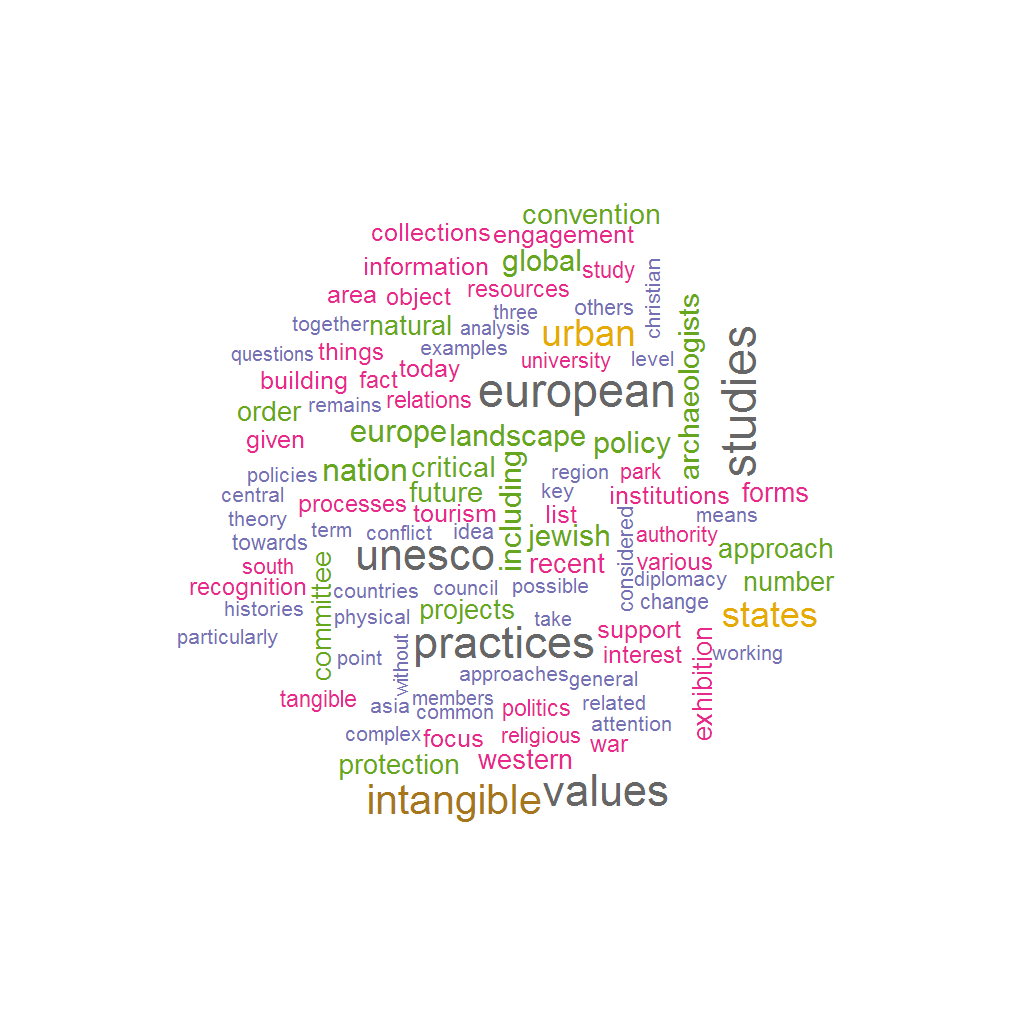 convention
collections
engagement
information
global
study
christian
area
object
resources
three
others
together
natural
analysis
urban
archaeologists
questions
things
examples
university
level
studies
building
fact
today
european
order
remains
relations
given
europe
landscape
policy
policies
nation
critical
including
region
park
central
processes
future
key
institutions
forms
theory
term
tourism
list
considered
means
towards
conflict
idea
jewish
authority
approach
south
unesco
recent
various
number
recognition
committee
countries
council
possible
diplomacy
histories
physical
projects
take
change
states
particularly
point
without
practices
support
interest
exhibition
working
tangible
approaches
general
asia
members
common
politics
related
complex
focus
religious
attention
war
protection
western
intangible
values